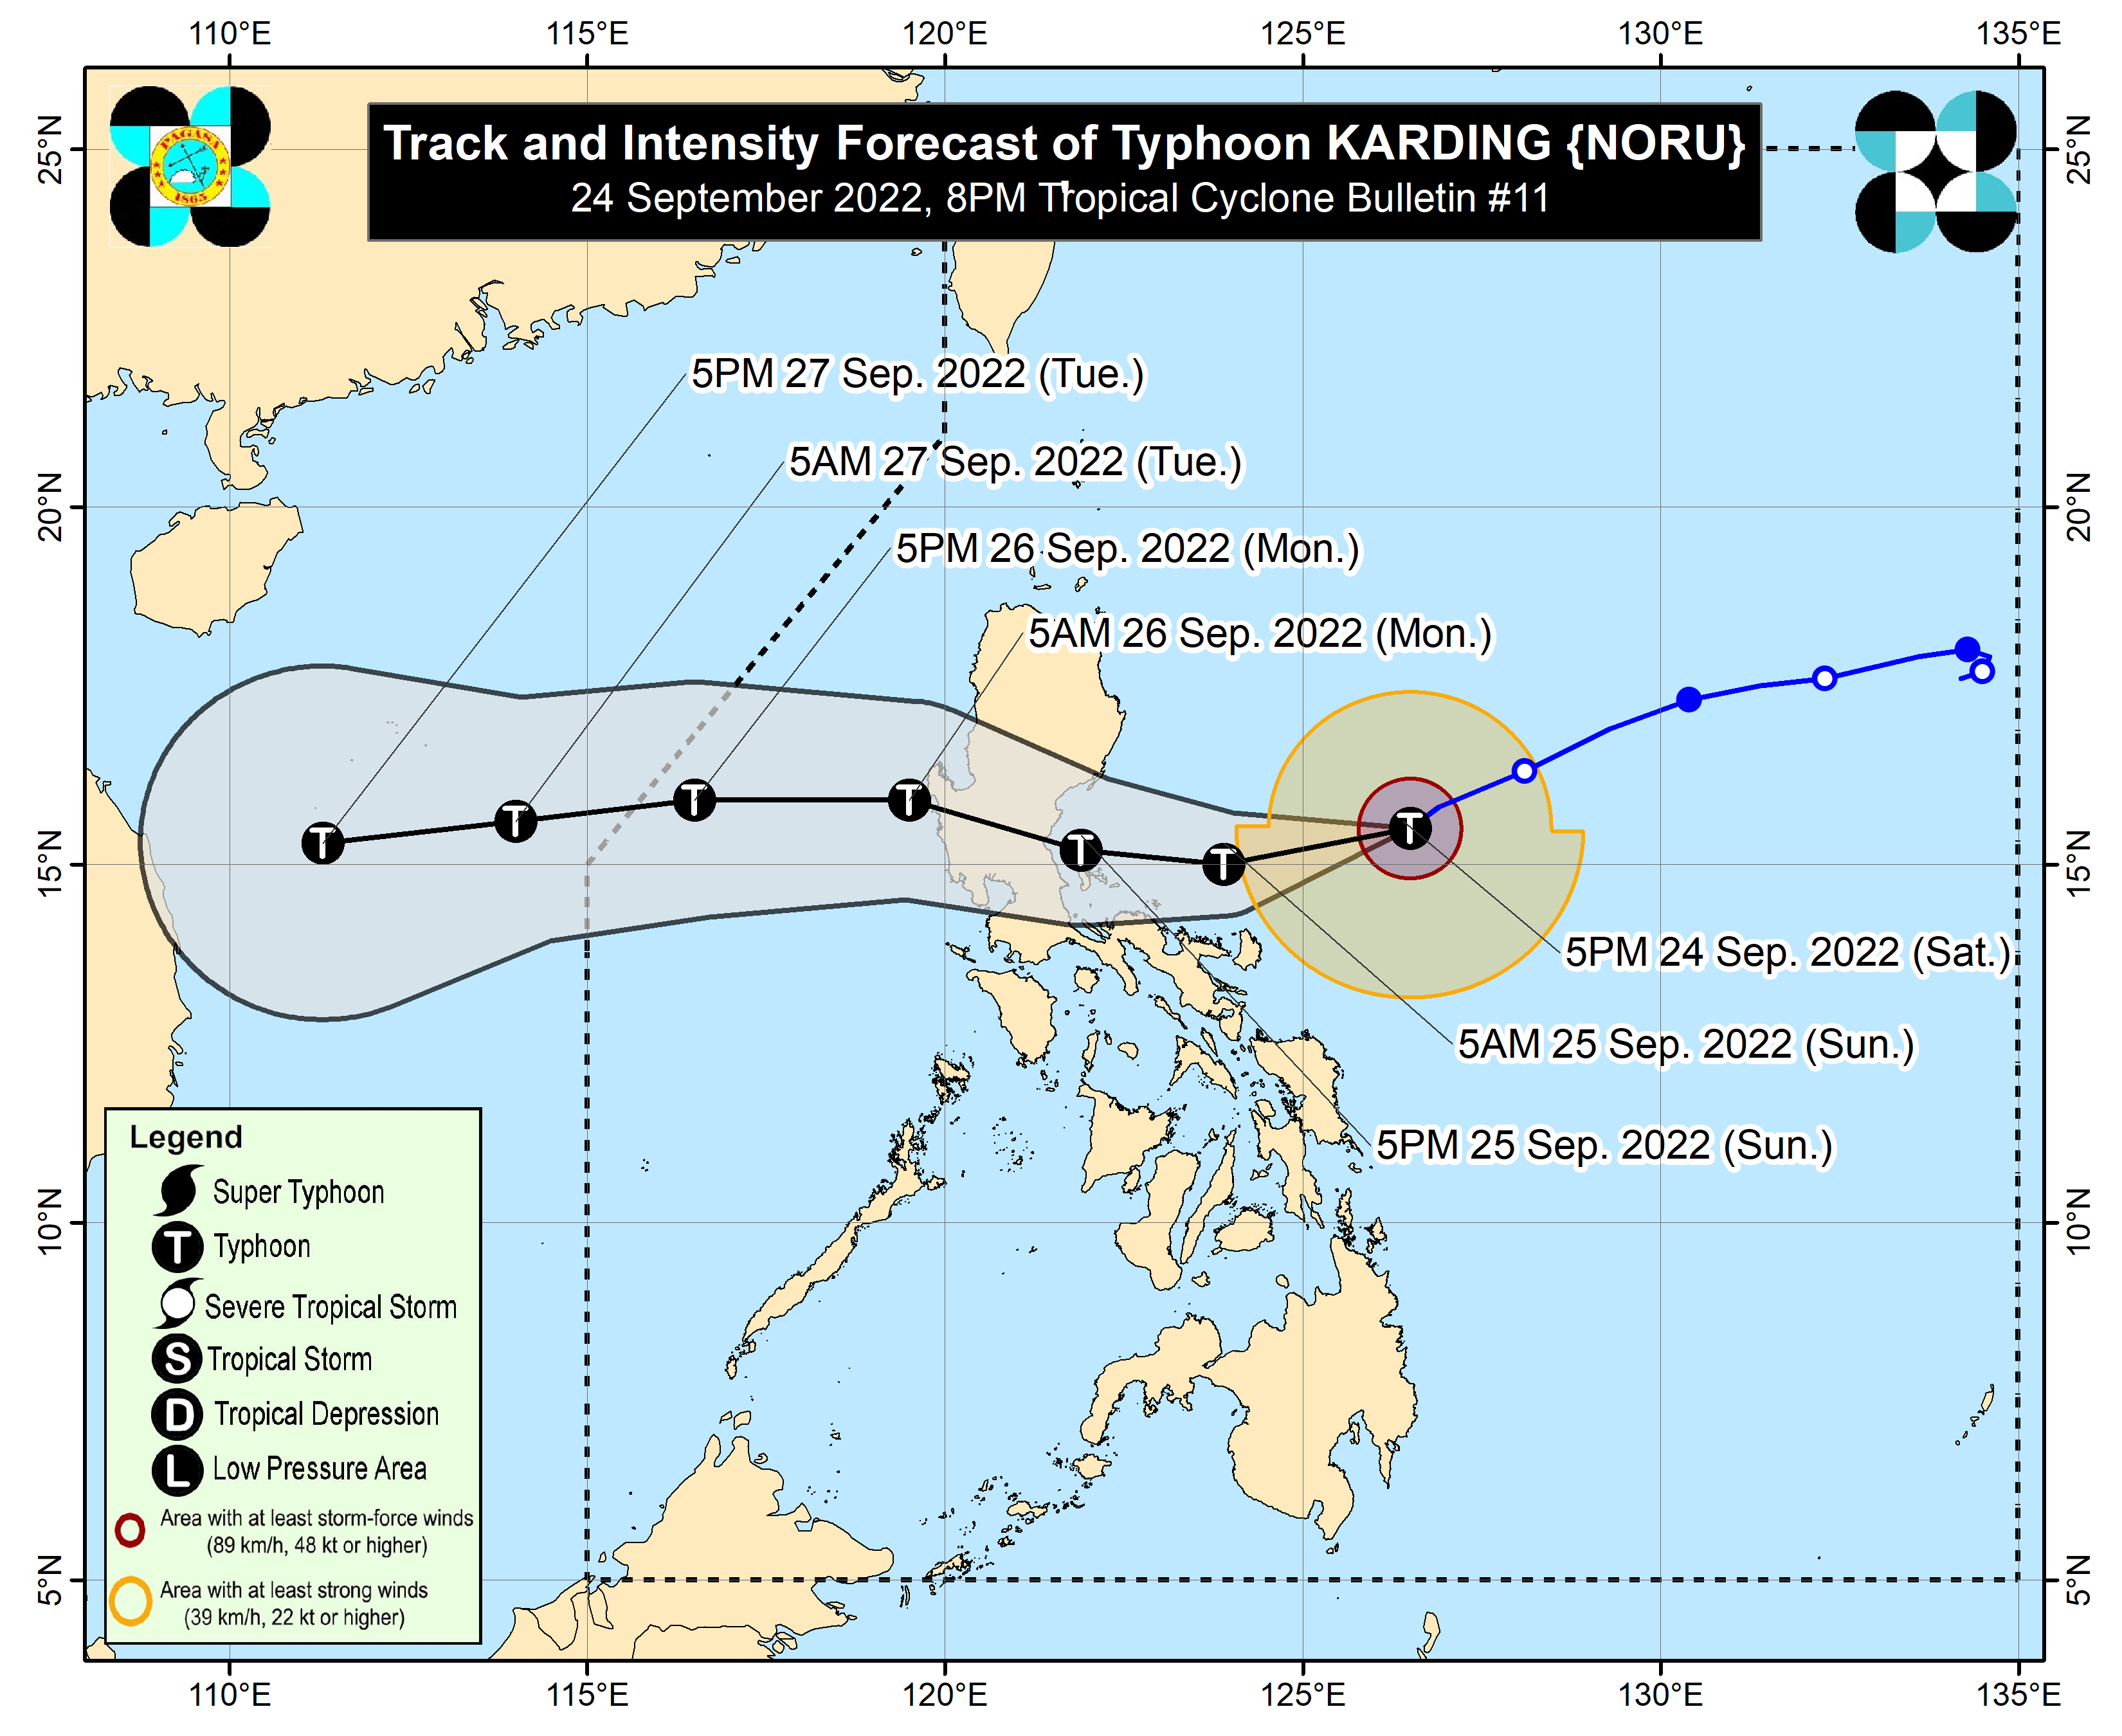 110°E 115°E 120°E 125°E 130°E 135°E
Track and Intensity Forecast of Typhoon KARDING {NORU}
24 September 2022, 8PM Tropical Cyclone Bulletin #11
PAGASA
1865
25°N 25°N
5PM 27 Sep. 2022 (Tue.)
5AM 27 Sep. 2022 (Tue.)
20°N 20°N
5PM 26 Sep. 2022 (Mon.)
5AM 26 Sep. 2022 (Mon.)
T T T T T T T
15°N 15°N
5PM 24 Sep. 2022 (Sat.)
5AM 25 Sep. 2022 (Sun.)
5PM 25 Sep. 2022 (Sun.)
10°N 10°N
Legend
Super Typhoon
T Typhoon
Severe Tropical Storm
S Tropical Storm
D Tropical Depression
L Low Pressure Area
Area with at least storm-force winds
(89 km/h, 48 kt or higher)
Area with at least strong winds
(39 km/h, 22 kt or higher)
5°N 5°N
110°E 115°E 120°E 125°E 130°E 135°E